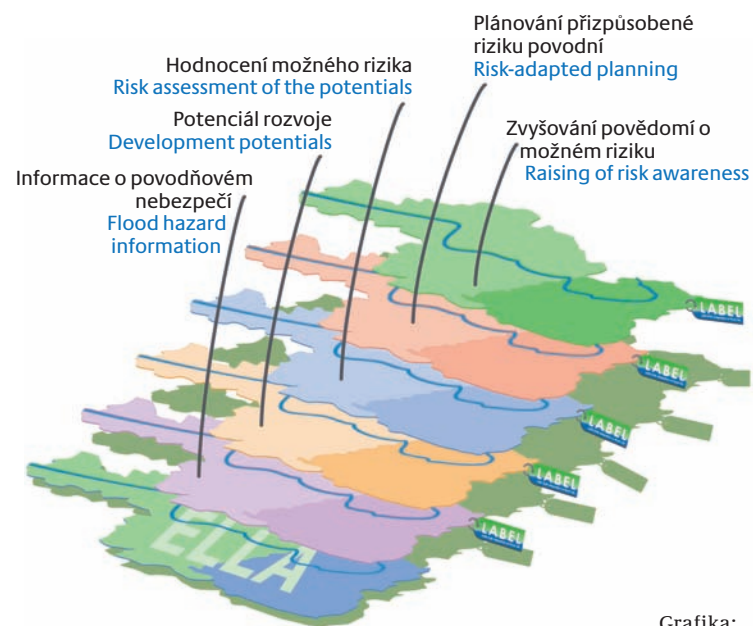 Plánování přizpůsobené
riziku povodní
Risk-adapted planning
Hodnocení možného rizika
Risk assessment of the potentials
Potenciál rozvoje
Development potentials
Zvyšování povědomí o
možném riziku
Raising of risk awareness
Informace o povodňovém
nebezpečí
Flood hazard
information
LABEL
LABEL
LABEL
LABEL
LABEL
ELLA
Grafika: